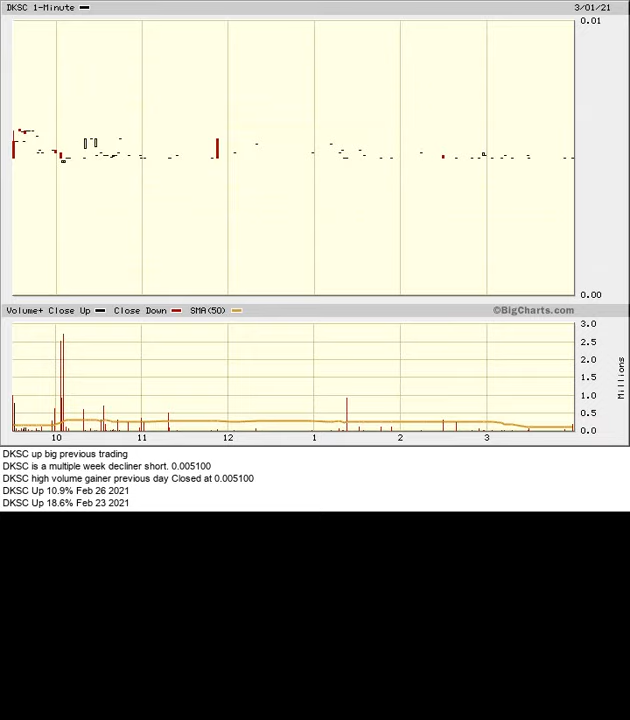 DKSC 1-Minute 3/01/21
0.01
0.00
Volume+ Close Up Close Down SMA(50) ©BigCharts.com
3.0
2.5
2.0
1.5
1.0
0.5
0.0
Millions
10 11 12 1 2 3
DKSC up big previous trading
DKSC is a multiple week decliner short. 0.005100
DKSC high volume gainer previous day Closed at 0.005100
DKSC Up 10.9% Feb 26 2021
DKSC Up 18.6% Feb 23 2021